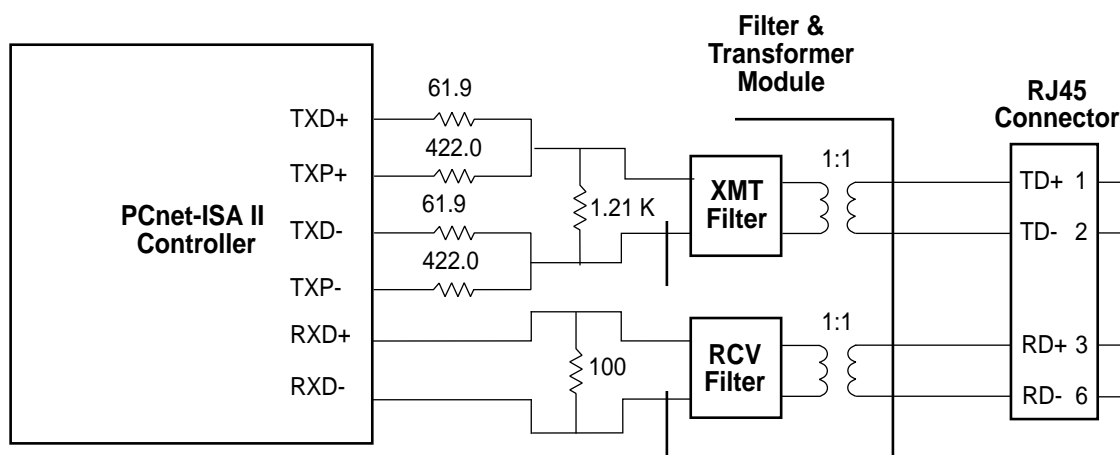 Filter &
Transformer
Module
RJ45
Connector
PCnet-ISA II
Controller
TXD+
61.9
TXP+
422.0
TXD-
61.9
TXP-
422.0
1.21 K
XMT
Filter
1:1
TD+ 1
TD- 2
RXD+
RXD-
100
RCV
Filter
1:1
RD+ 3
RD- 6